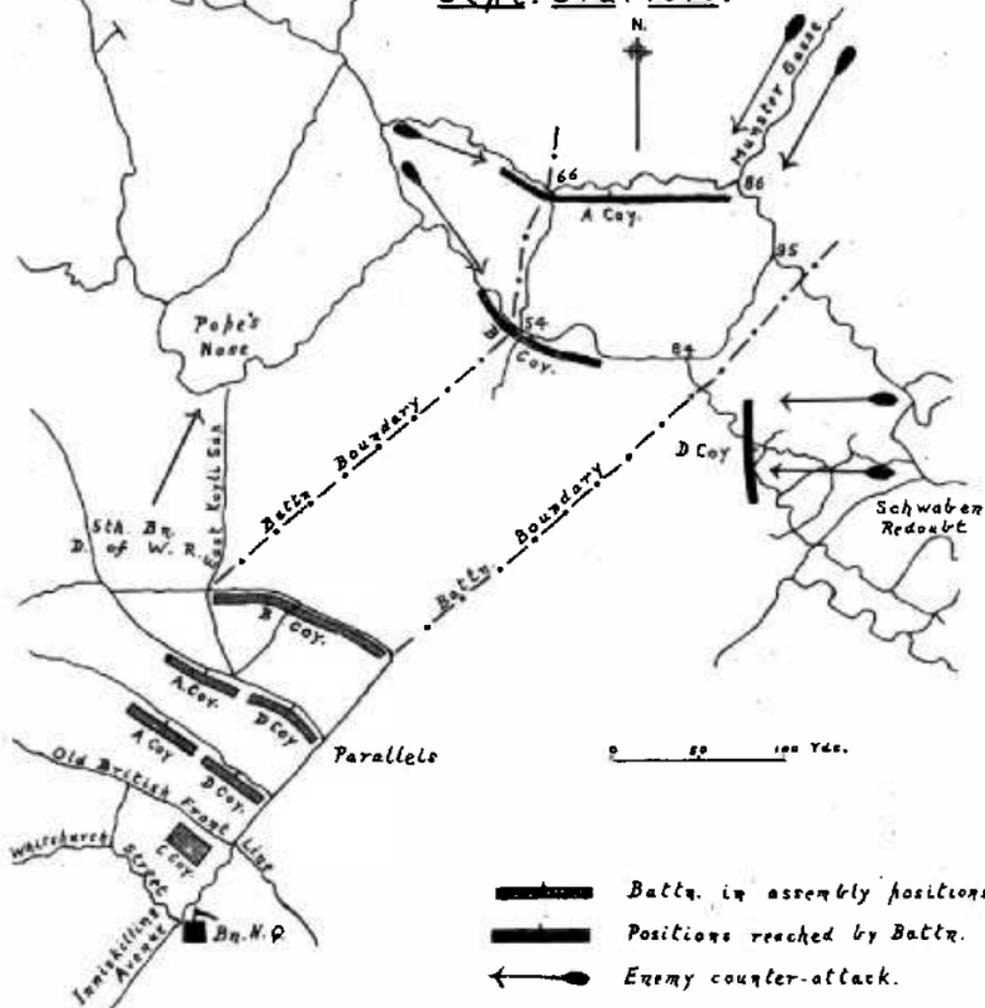 N.
Munster Gasse
66
86
A Coy.
95
Pope's
Nose
54
B Coy.
84
Battn Boundary
D Coy
East Koyli Sap
Battn. Boundary
Schwaben
Redoubt
5th. Bn.
D. of W. R.
B Coy.
A. Coy.
D Coy
A Coy
D Coy.
Parallels
0 50 100 Yds.
Old British Front Line
Whitchurch Street
C Coy.
Inniskilling
Avenue
Bn. H. Q.
Battn. in assembly positions
Positions reached by Battn.
Enemy counter-attack.